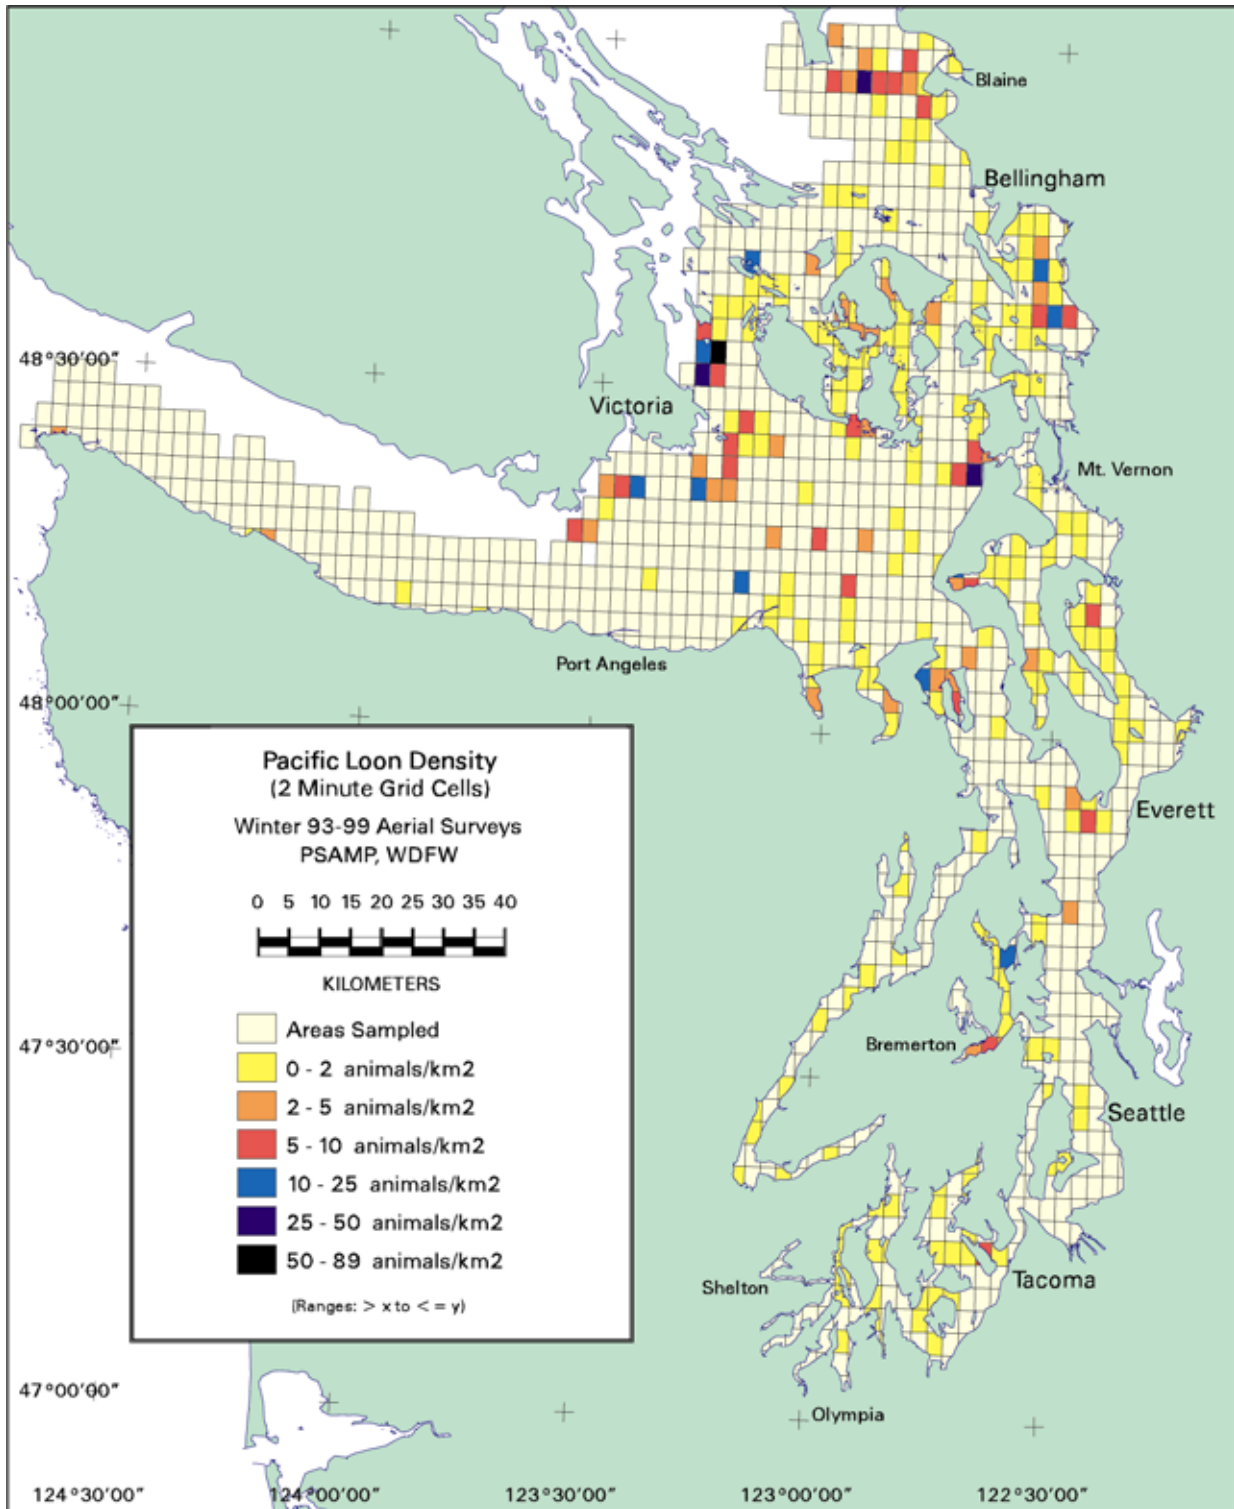 Blaine
Bellingham
48°30'00"
Victoria
Mt. Vernon
Port Angeles
48°00'00"
Pacific Loon Density
(2 Minute Grid Cells)
Winter 93-99 Aerial Surveys
PSAMP, WDFW
0 5 10 15 20 25 30 35 40
KILOMETERS
Areas Sampled
0 - 2 animals/km2
2 - 5 animals/km2
5 - 10 animals/km2
10 - 25 animals/km2
25 - 50 animals/km2
50 - 89 animals/km2
(Ranges: > x to < = y)
Everett
47°30'00"
Bremerton
Seattle
Shelton
Tacoma
47°00'00"
Olympia
124°30'00" 124°00'00" 123°30'00" 123°00'00" 122°30'00"